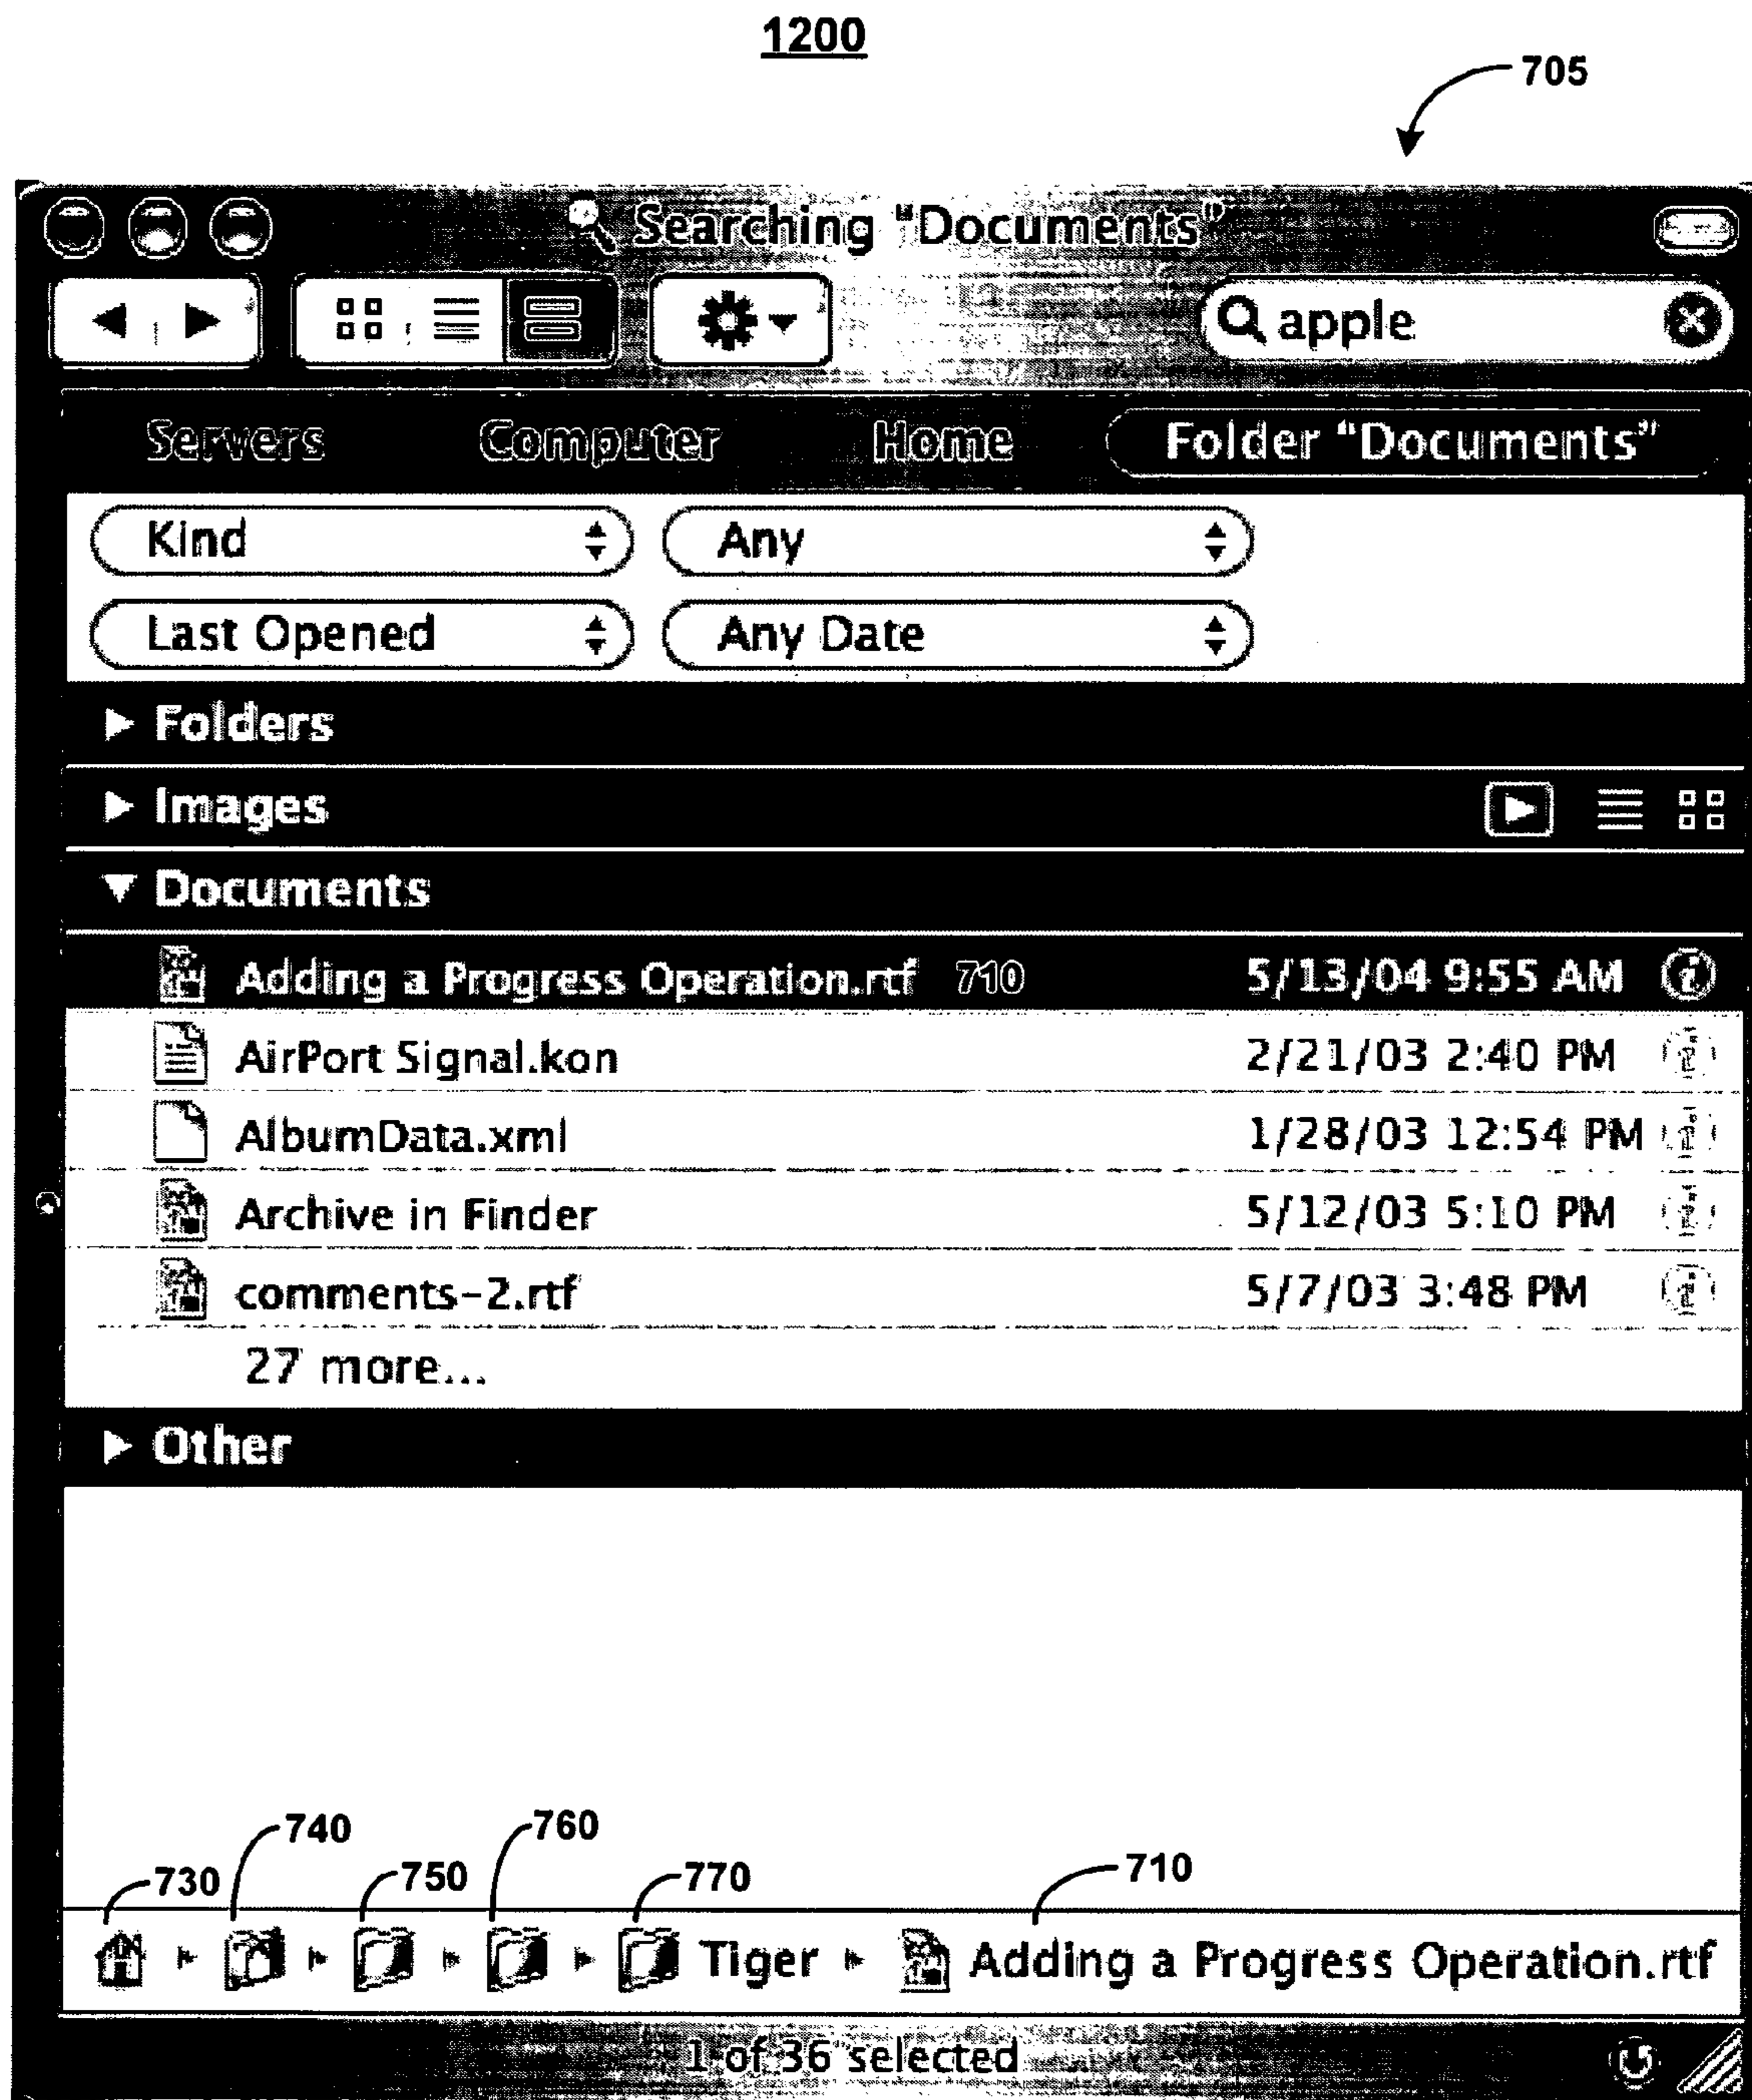 1200
705
Searching "Documents"
apple
Servers Computer Home Folder "Documents"
Kind Any
Last Opened Any Date
Folders
Images
Documents
Adding a Progress Operation.rtf 710 5/13/04 9:55 AM
AirPort Signal.kon 2/21/03 2:40 PM
AlbumData.xml 1/28/03 12:54 PM
Archive in Finder 5/12/03 5:10 PM
comments-2.rtf 5/7/03 3:48 PM
27 more...
Other
740 760
730 750 770 710
Tiger Adding a Progress Operation.rtf
1 of 36 selected